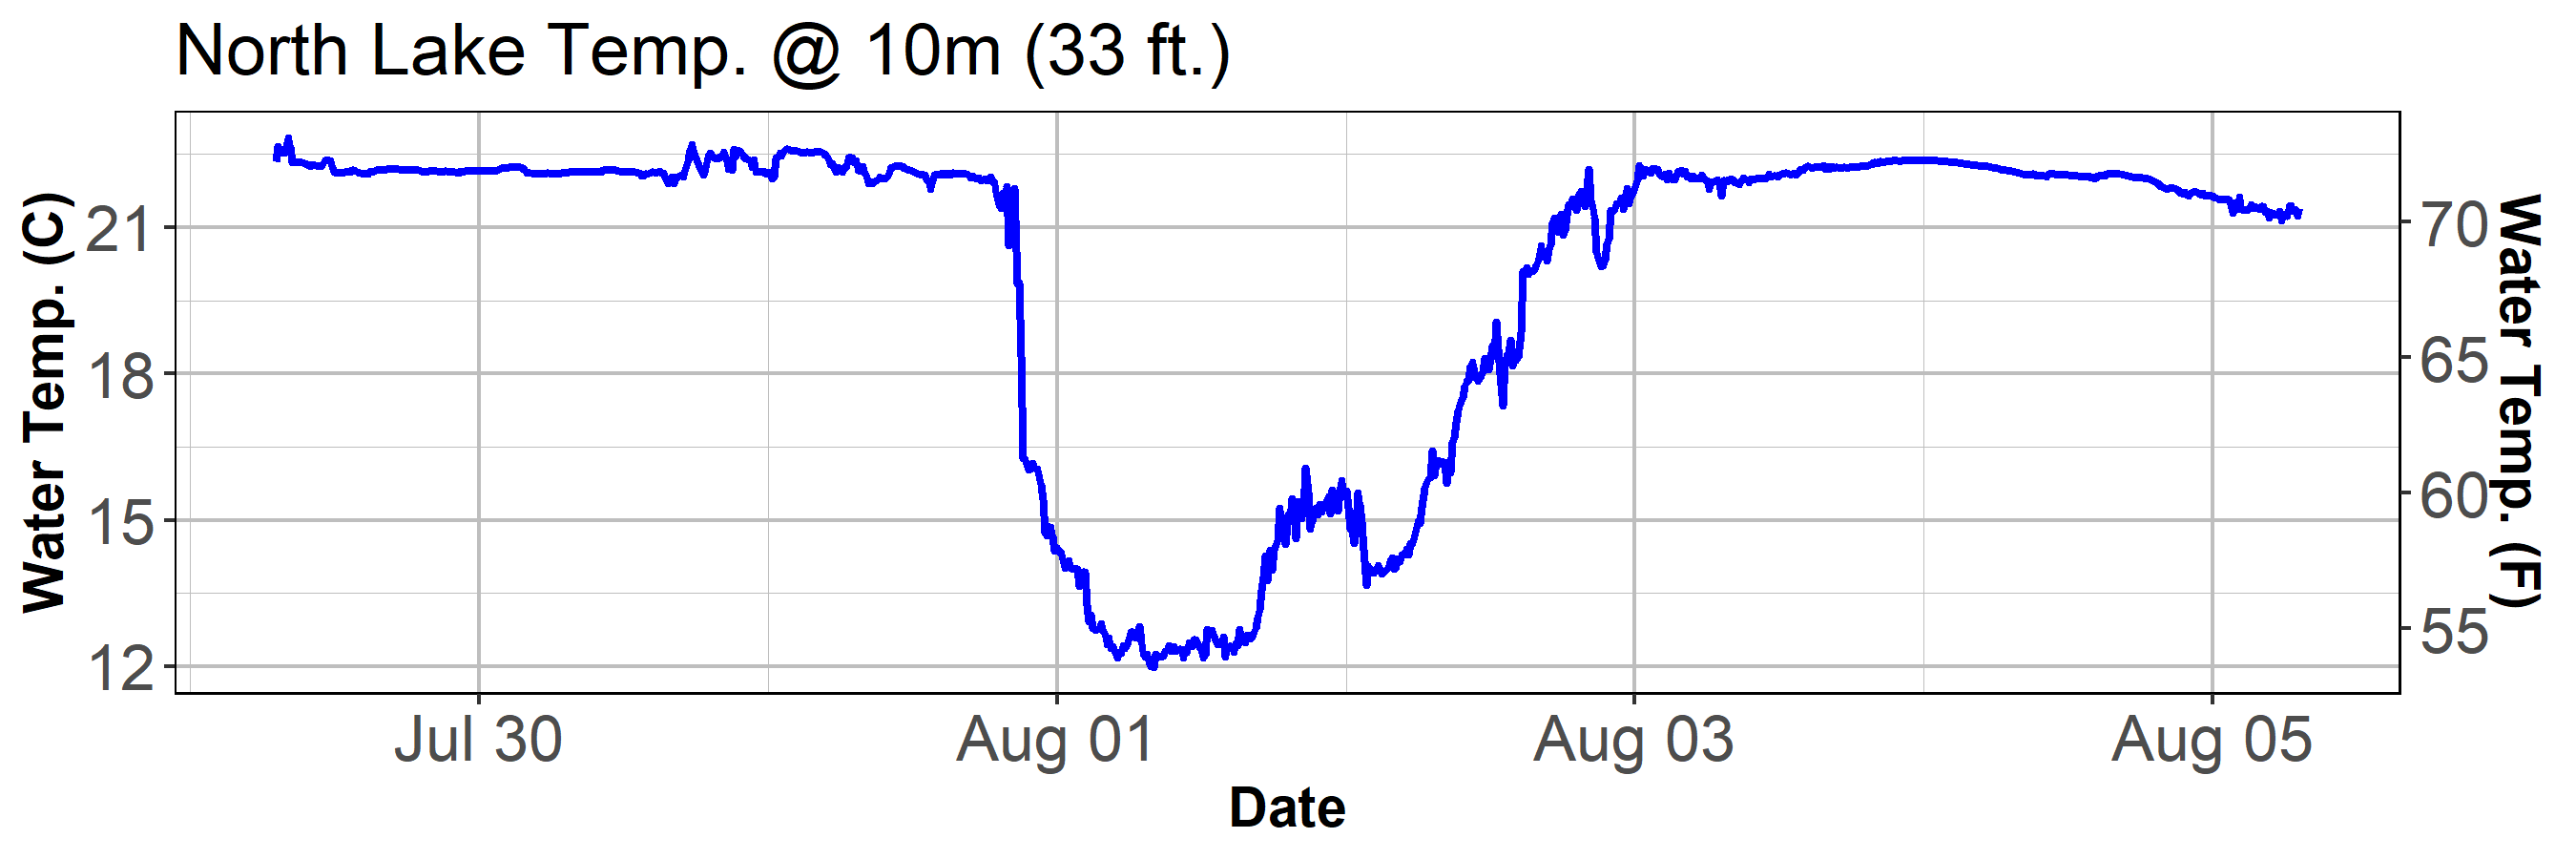 North Lake Temp. @ 10m (33 ft.)
Water Temp. (C)
21
18
15
12
70
65
60
55
Water Temp. (F)
Jul 30
Aug 01
Aug 03
Aug 05
Date